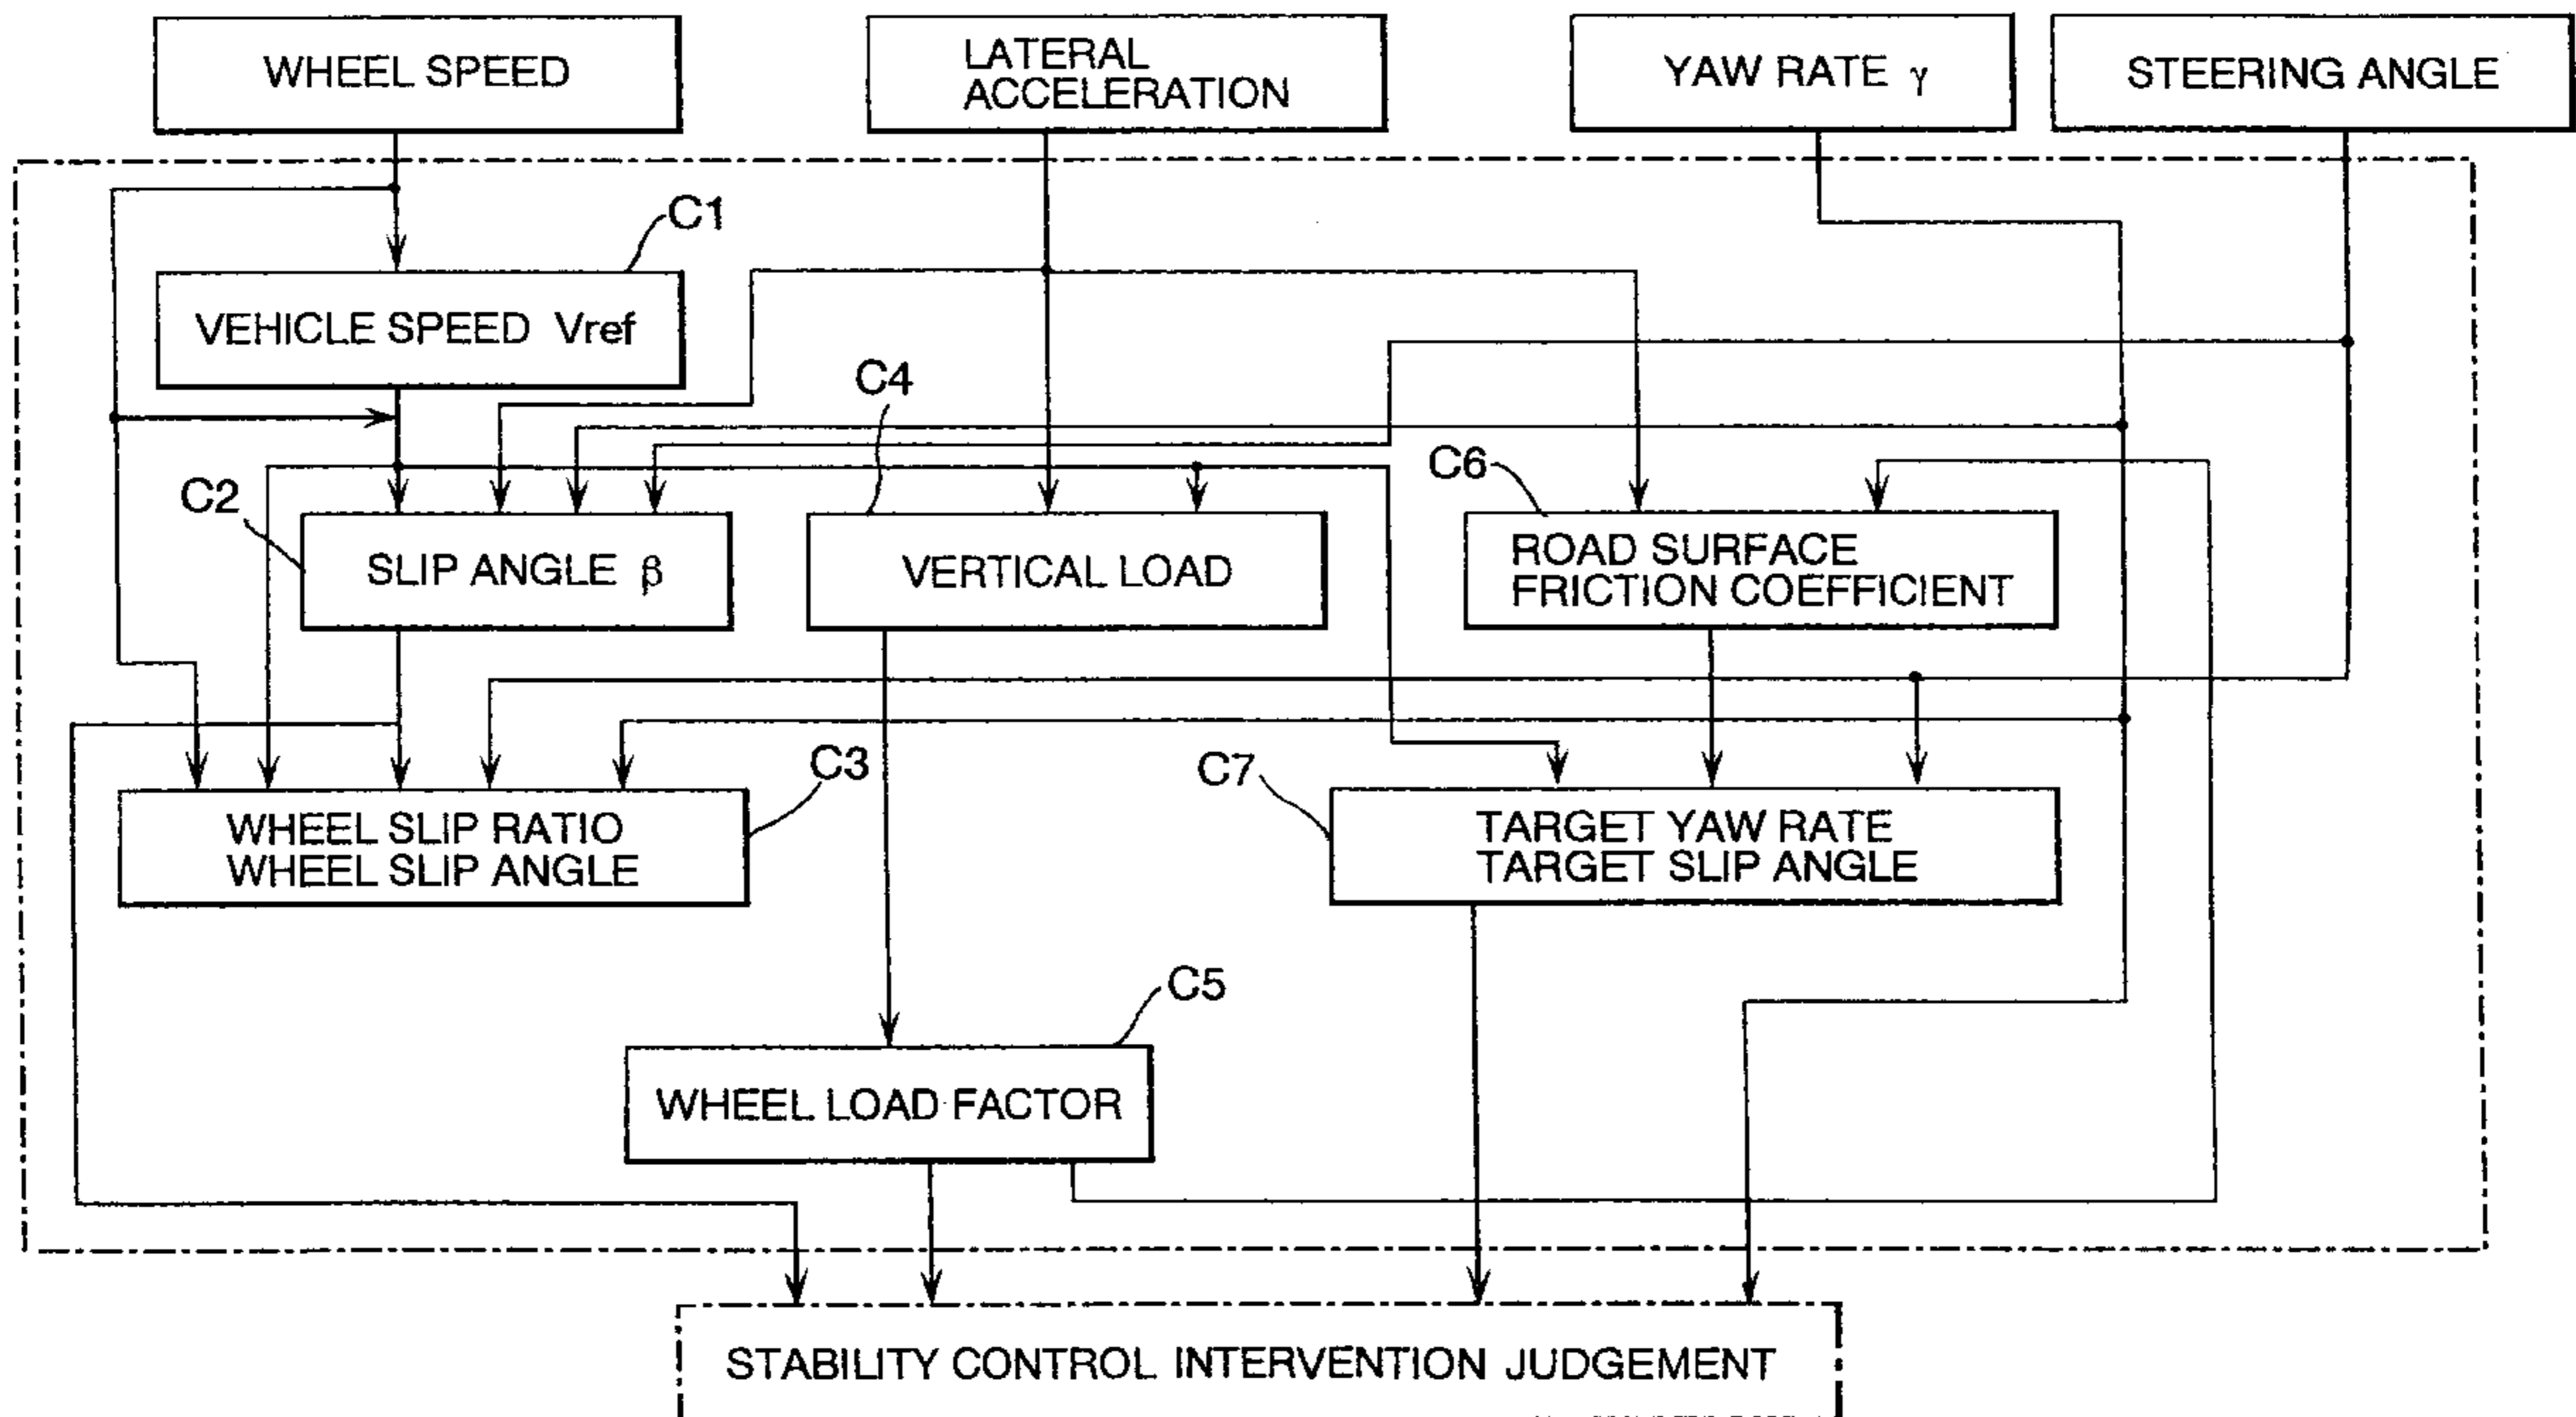 WHEEL SPEED
LATERAL
ACCELERATION
YAW RATE γ
STEERING ANGLE
C1
VEHICLE SPEED Vref
C4
C6
C2
SLIP ANGLE β
VERTICAL LOAD
ROAD SURFACE
FRICTION COEFFICIENT
C3
C7
WHEEL SLIP RATIO
WHEEL SLIP ANGLE
TARGET YAW RATE
TARGET SLIP ANGLE
C5
WHEEL LOAD FACTOR
STABILITY CONTROL INTERVENTION JUDGEMENT